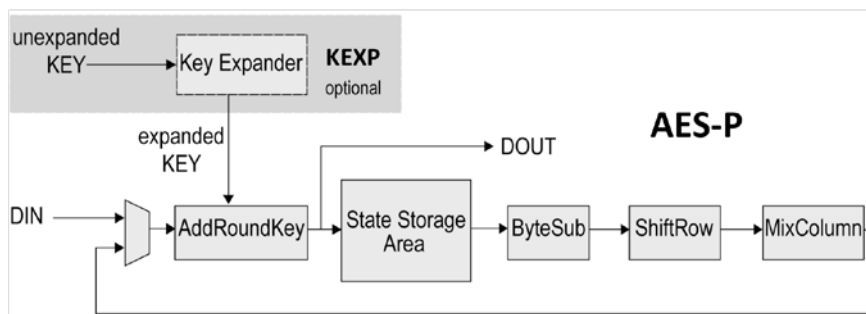 unexpanded
KEY
Key Expander
KEXP
optional
expanded
KEY
AES-P
DOUT
DIN
AddRoundKey
State Storage
Area
ByteSub
ShiftRow
MixColumn